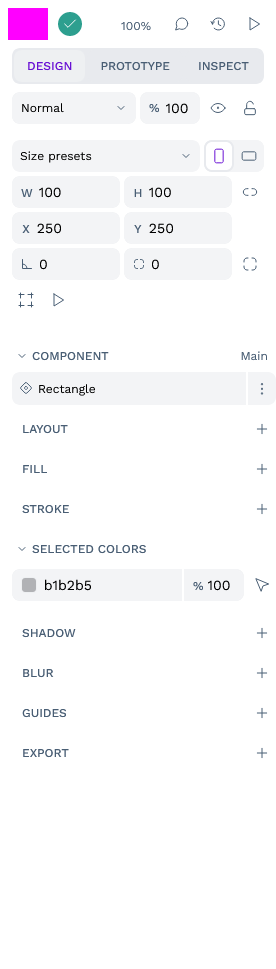 100%
DESIGN PROTOTYPE INSPECT
Normal % 100
Size presets
W 100 H 100
X 250 Y 250
0 0
COMPONENT Main
Rectangle
LAYOUT
FILL
STROKE
SELECTED COLORS
b1b2b5 % 100
SHADOW
BLUR
GUIDES
EXPORT